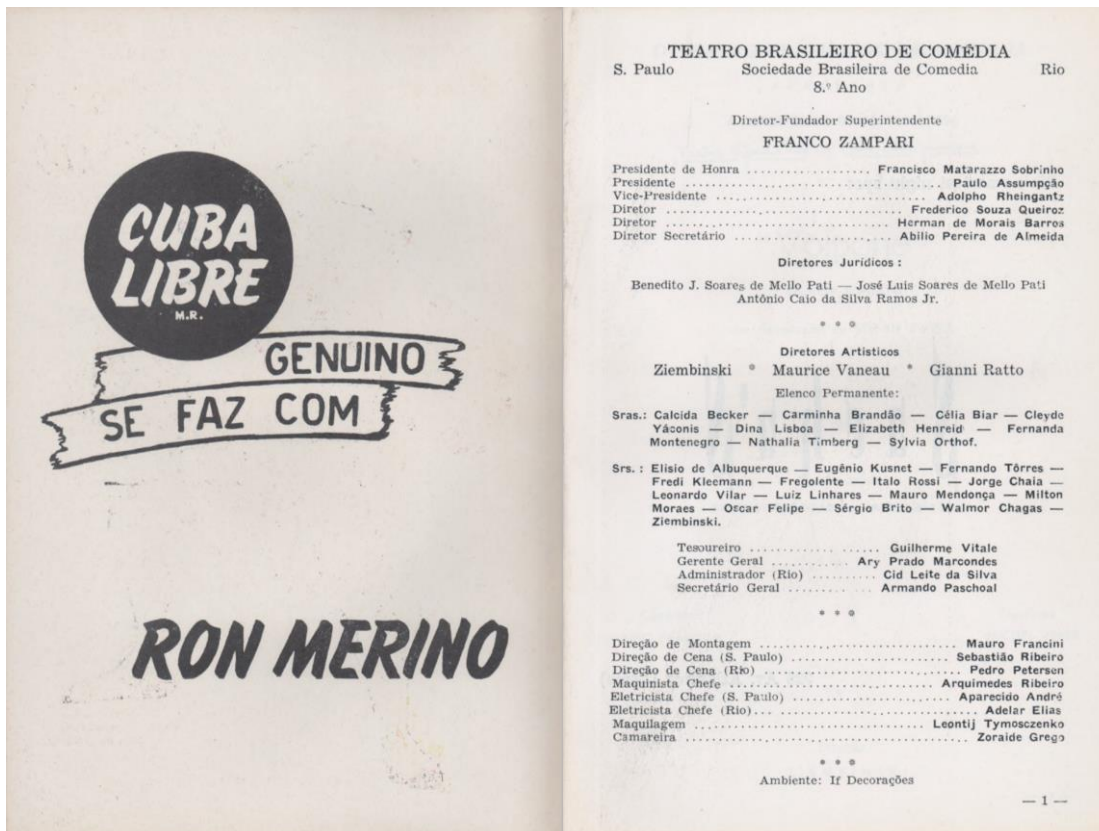 CUBA
LIBRE
M.R.
GENUINO
SE FAZ COM
RON MERINO
TEATRO BRASILEIRO DE COMÉDIA
S. Paulo Sociedade Brasileira de Comedia Rio
8.º Ano
Diretor-Fundador Superintendente
FRANCO ZAMPARI
Presidente de Honra .................. Francisco Matarazzo Sobrinho
Presidente ..................................... Paulo Assumpção
Vice-Presidente .............................. Adolpho Rheingantz
Diretor ................................. Frederico Souza Queiroz
Diretor ................................. Herman de Morais Barros
Diretor Secretário ...................... Abilio Pereira de Almeida
Diretores Jurídicos :
Benedito J. Soares de Mello Pati — José Luis Soares de Mello Pati
Antônio Caio da Silva Ramos Jr.
* * *
Diretores Artisticos
Ziembinski * Maurice Vaneau * Gianni Ratto
Elenco Permanente:
Sras.: Calcida Becker — Carminha Brandão — Célia Biar — Cleyde
Yáconis — Dina Lisboa — Elizabeth Henreid — Fernanda
Montenegro — Nathalia Timberg — Sylvia Orthof.
Srs. : Elisio de Albuquerque — Eugênio Kusnet — Fernando Tôrres —
Fredi Kleemann — Fregolente — Italo Rossi — Jorge Chaia —
Leonardo Vilar — Luiz Linhares — Mauro Mendonça — Milton
Moraes — Oscar Felipe — Sérgio Brito — Walmor Chagas —
Ziembinski.
Tesoureiro ................... Guilherme Vitale
Gerente Geral ........... Ary Prado Marcondes
Administrador (Rio) ......... Cid Leite da Silva
Secretário Geral ........... Armando Paschoal
* * *
Direção de Montagem ............................. Mauro Francini
Direção de Cena (S. Paulo) ...................... Sebastião Ribeiro
Direção de Cena (Rio) ............................ Pedro Petersen
Maquinista Chefe ............................ Arquimedes Ribeiro
Eletricista Chefe (S. Paulo) ..................... Aparecido André
Eletricista Chefe (Rio) ............................ Adelar Elias
Maquilagem ............................... Leontij Tymosczenko
Camareira ..................................... Zoraide Grego
* * *
Ambiente: If Decorações
— 1 —